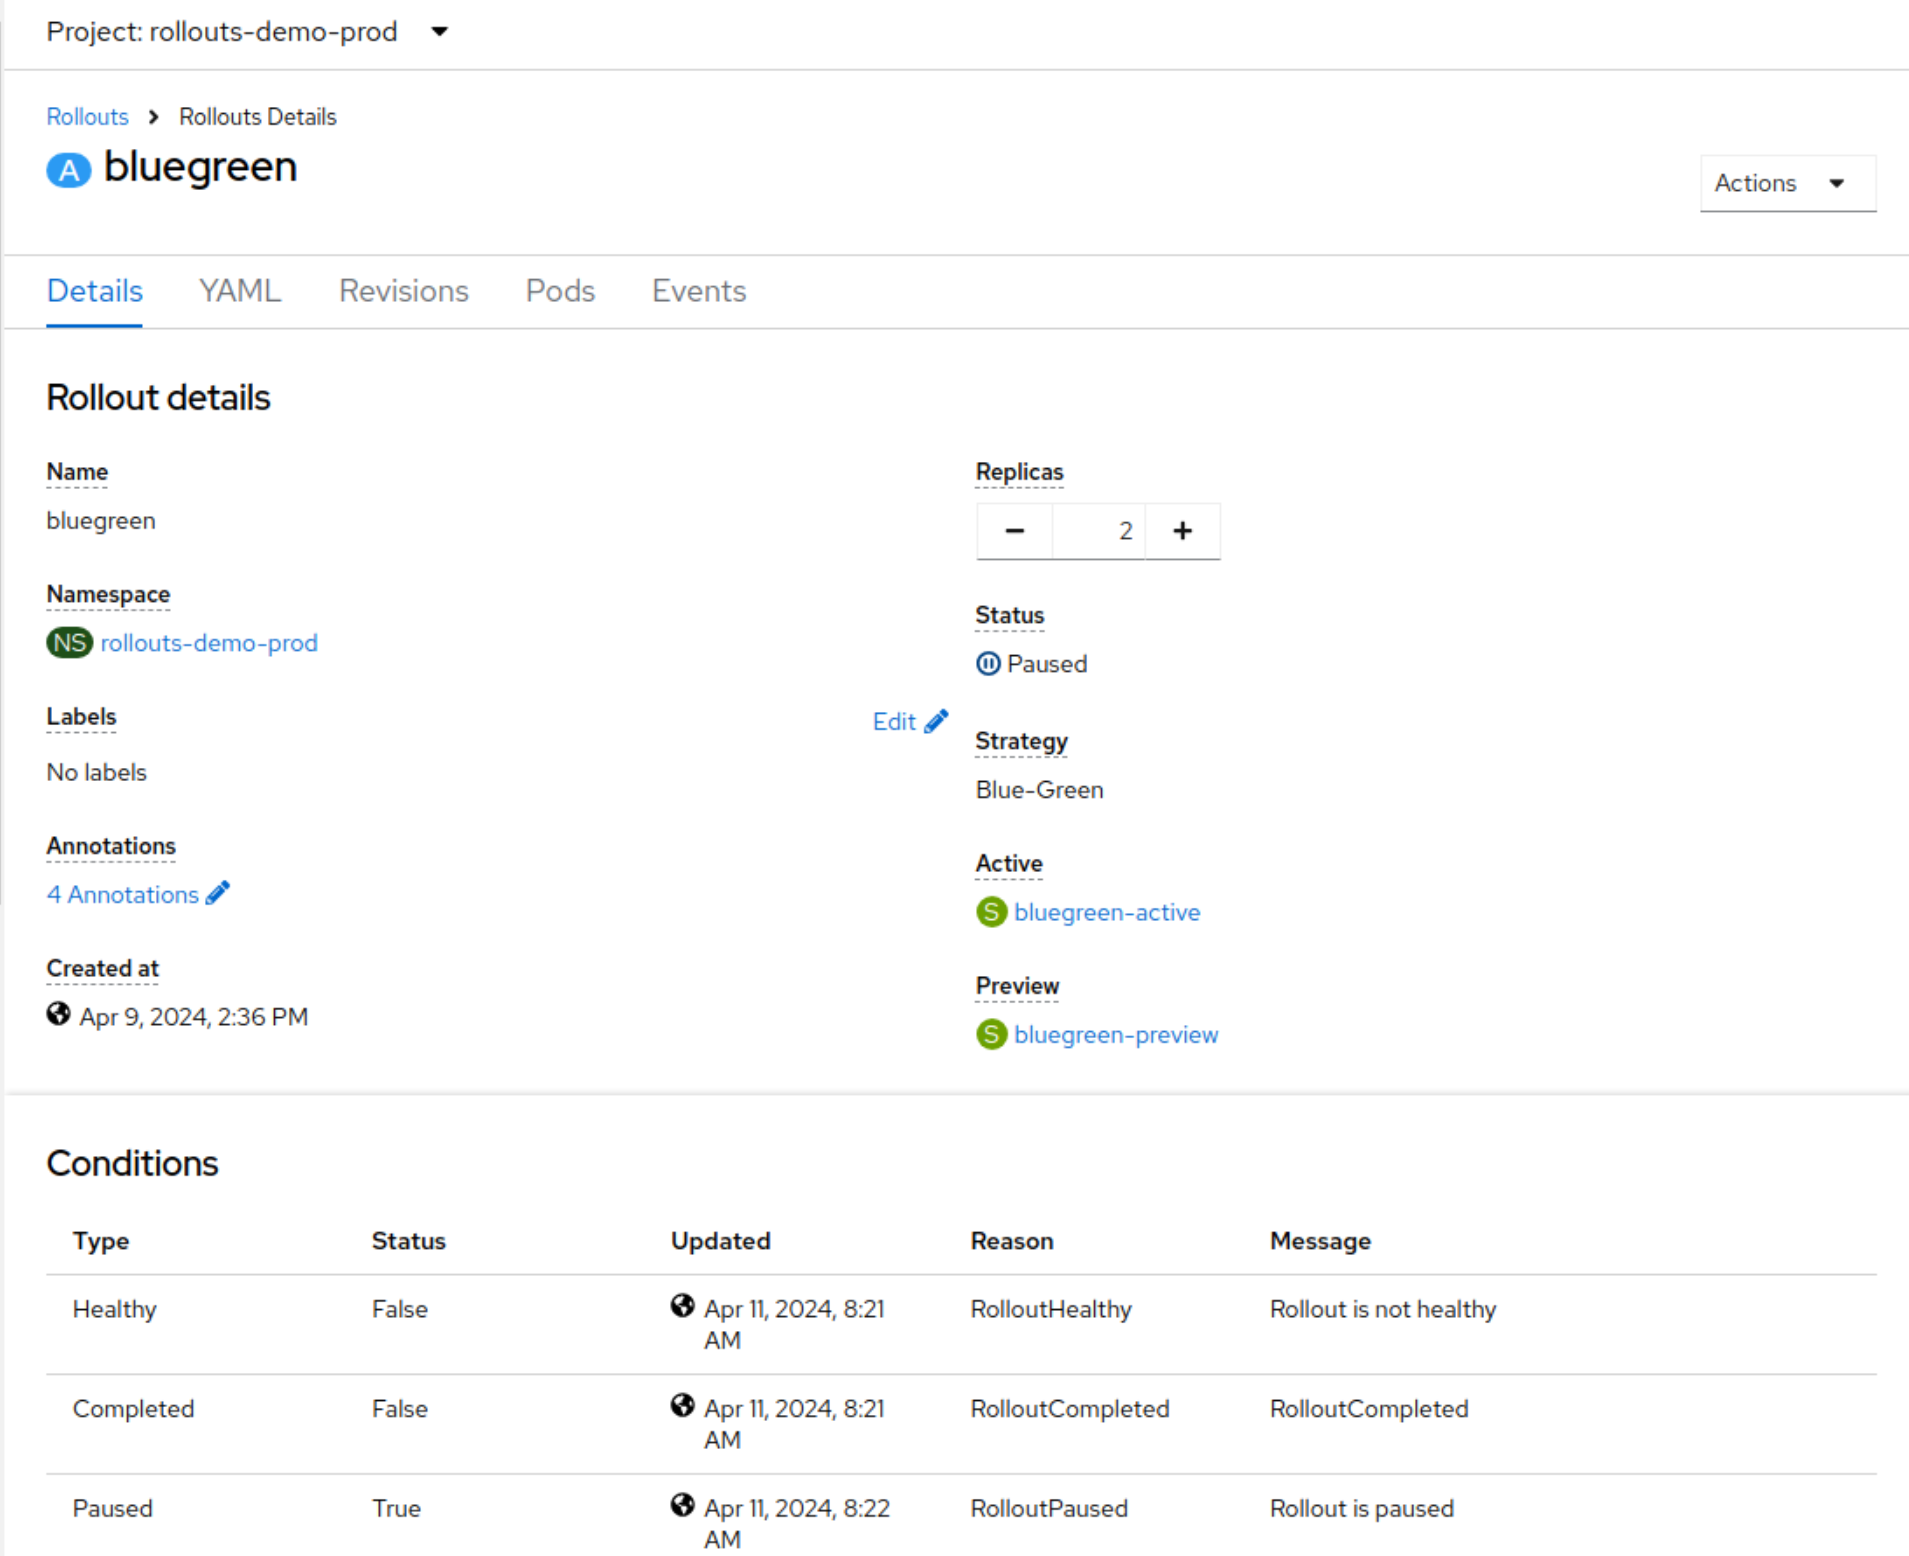 Project: rollouts-demo-prod
Rollouts > Rollouts Details
A bluegreen
Actions
Details YAML Revisions Pods Events
Rollout details
Name
bluegreen
Namespace
NS rollouts-demo-prod
Labels
Edit
No labels
Annotations
4 Annotations
Created at
Apr 9, 2024, 2:36 PM
Replicas
2
Status
Paused
Strategy
Blue-Green
Active
S bluegreen-active
Preview
S bluegreen-preview
Conditions
Type Status Updated Reason Message
Healthy False Apr 11, 2024, 8:21 AM RolloutHealthy Rollout is not healthy
Completed False Apr 11, 2024, 8:21 AM RolloutCompleted RolloutCompleted
Paused True Apr 11, 2024, 8:22 AM RolloutPaused Rollout is paused